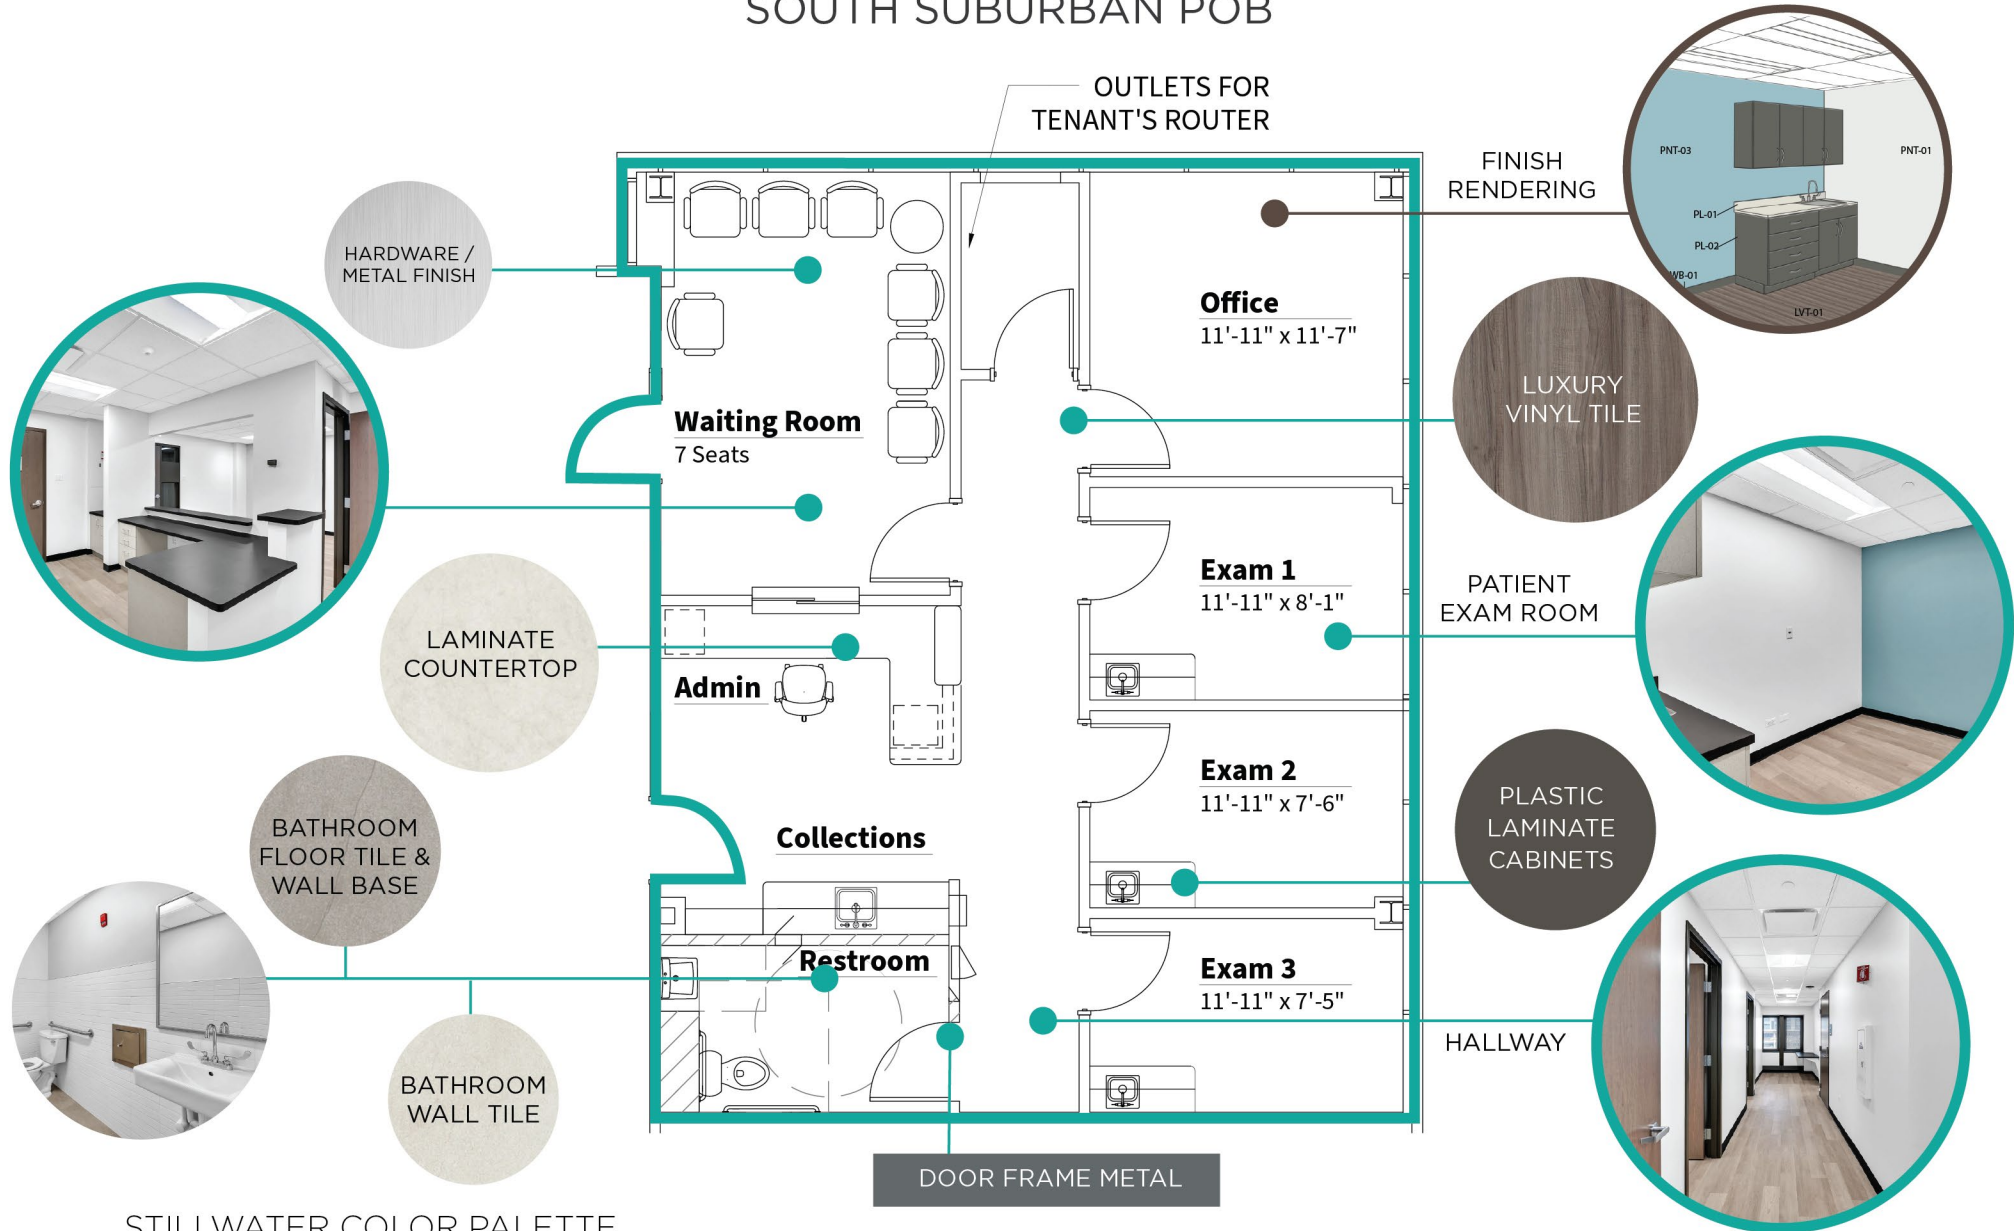 SOUTH SUBURBAN POB
OUTLETS FOR
TENANT'S ROUTER
FINISH
RENDERING
PNT-03
PNT-01
PL-01
PL-02
WB-01
LVT-01
HARDWARE /
METAL FINISH
Office
11'-11" x 11'-7"
LUXURY
VINYL TILE
Waiting Room
7 Seats
Exam 1
11'-11" x 8'-1"
PATIENT
EXAM ROOM
LAMINATE
COUNTERTOP
Admin
Exam 2
11'-11" x 7'-6"
PLASTIC
LAMINATE
CABINETS
BATHROOM
FLOOR TILE &
WALL BASE
Collections
Restroom
Exam 3
11'-11" x 7'-5"
HALLWAY
BATHROOM
WALL TILE
DOOR FRAME METAL
STILLWATER COLOR PALETTE